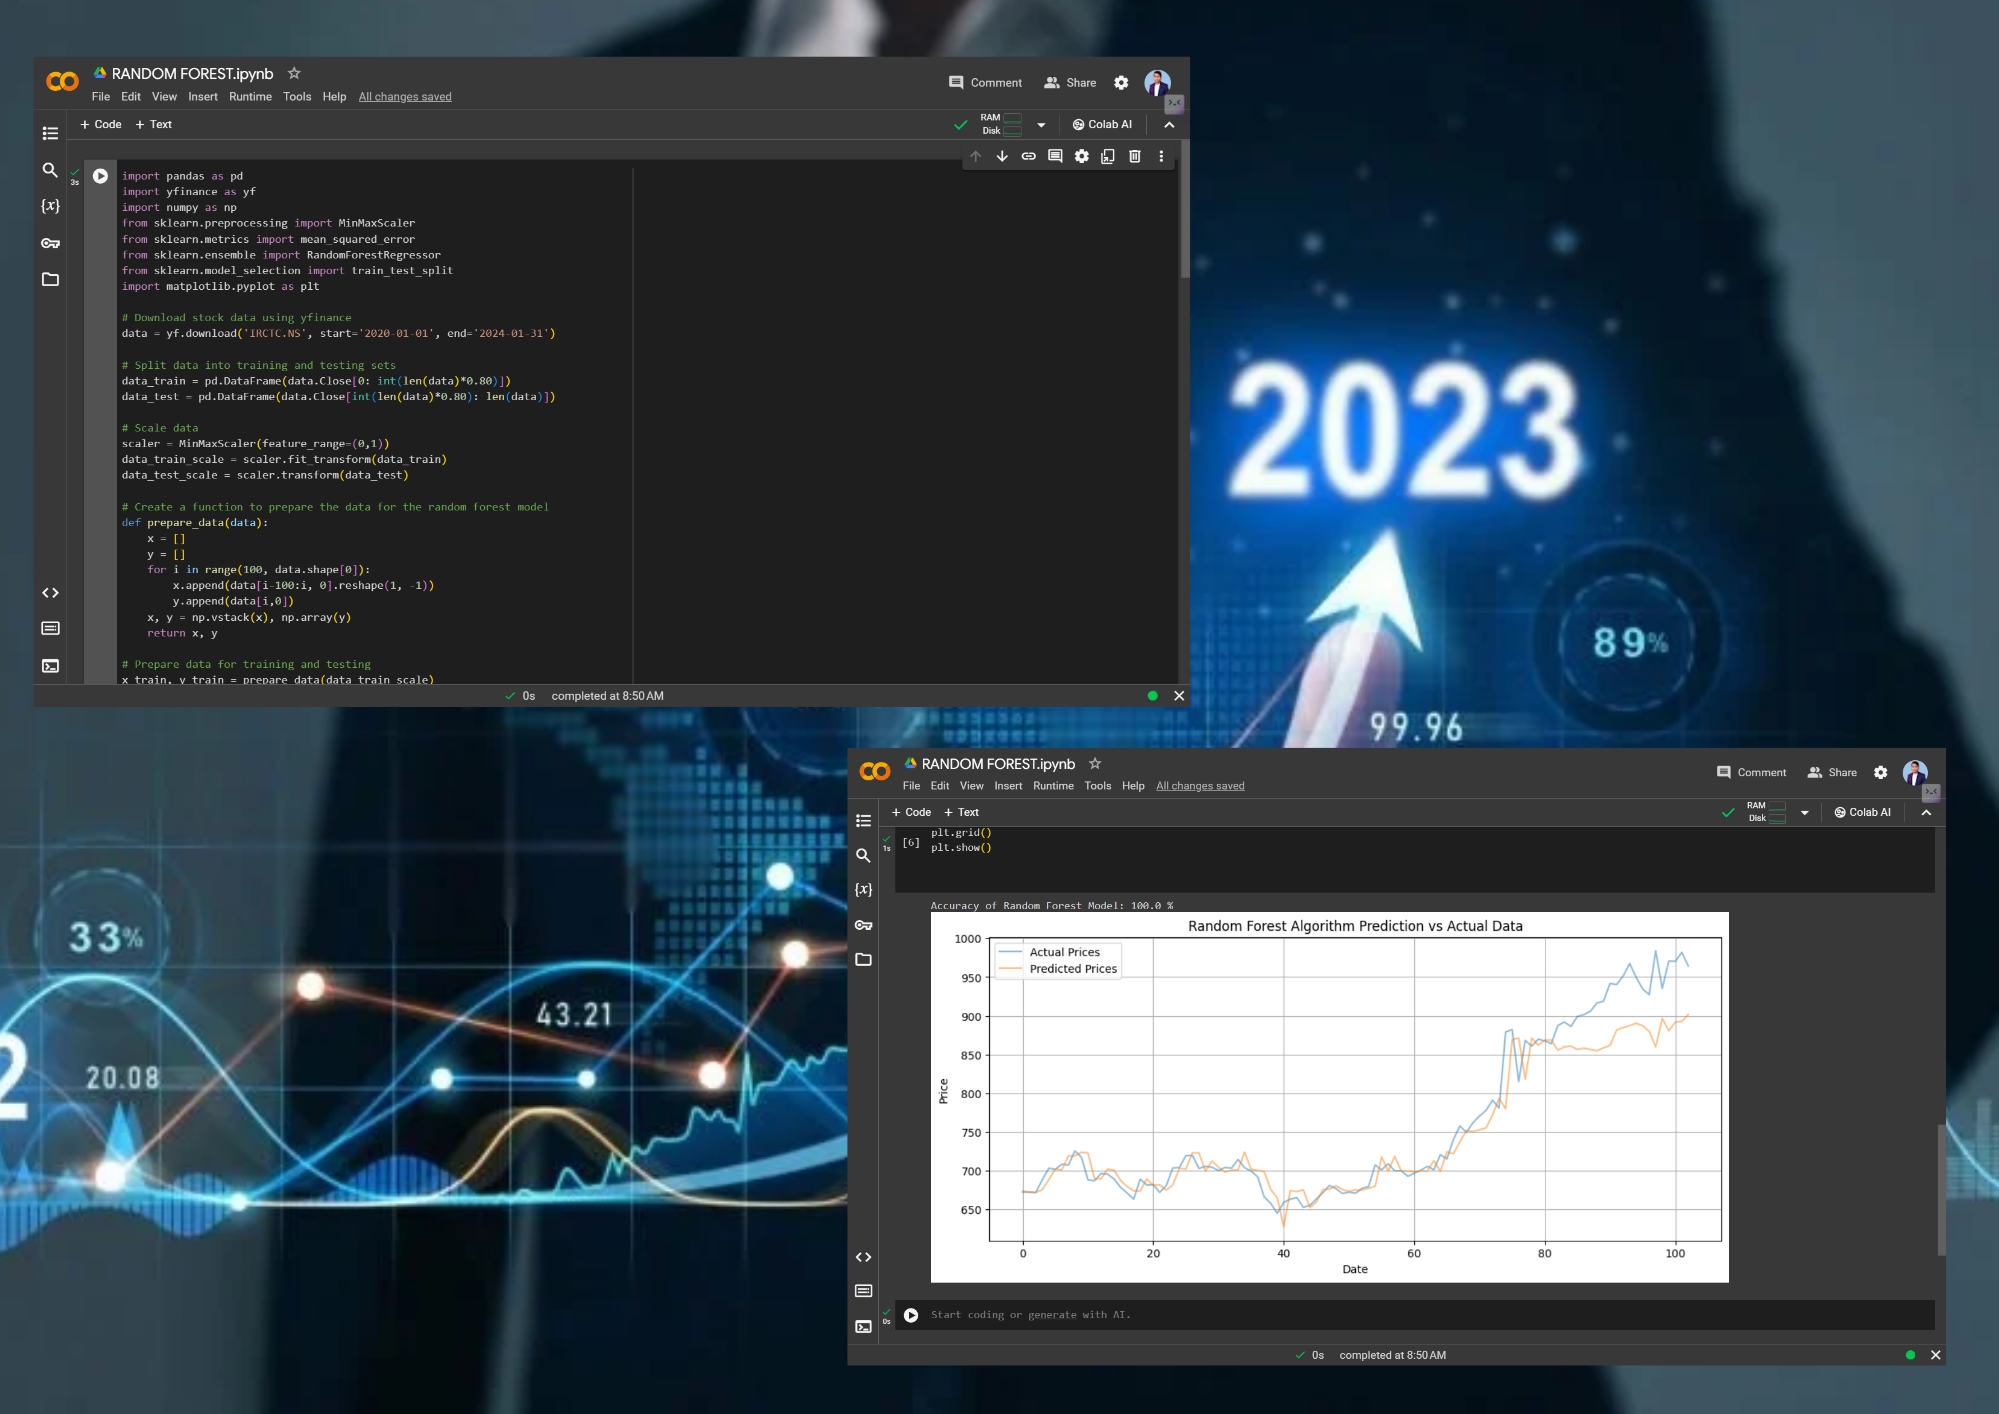 RANDOM FOREST.ipynb
Comment Share
File Edit View Insert Runtime Tools Help All changes saved
+ Code + Text
RAM
Disk
Colab AI
{x}
3s
import pandas as pd
import yfinance as yf
import numpy as np
from sklearn.preprocessing import MinMaxScaler
from sklearn.metrics import mean_squared_error
from sklearn.ensemble import RandomForestRegressor
from sklearn.model_selection import train_test_split
import matplotlib.pyplot as plt
# Download stock data using yfinance
data = yf.download('IRCTC.NS', start='2020-01-01', end='2024-01-31')
# Split data into training and testing sets
data_train = pd.DataFrame(data.Close[0: int(len(data)*0.80)])
data_test = pd.DataFrame(data.Close[int(len(data)*0.80): len(data)])
# Scale data
scaler = MinMaxScaler(feature_range=(0,1))
data_train_scale = scaler.fit_transform(data_train)
data_test_scale = scaler.transform(data_test)
# Create a function to prepare the data for the random forest model
def prepare_data(data):
x = []
y = []
for i in range(100, data.shape[0]):
x.append(data[i-100:i, 0].reshape(1, -1))
y.append(data[i,0])
x, y = np.vstack(x), np.array(y)
return x, y
# Prepare data for training and testing
x_train, y_train = prepare_data(data_train_scale)
0s completed at 8:50 AM
2023
89%
99.96
33%
43.21
20.08
2
RANDOM FOREST.ipynb
Comment Share
File Edit View Insert Runtime Tools Help All changes saved
+ Code + Text
RAM
Disk
Colab AI
{x}
1s
[6]
plt.grid()
plt.show()
Accuracy of Random Forest Model: 100.0 %
Random Forest Algorithm Prediction vs Actual Data
Actual Prices
Predicted Prices
1000
950
900
850
800
750
700
650
Price
0 20 40 60 80 100
Date
0s
Start coding or generate with AI.
0s completed at 8:50 AM